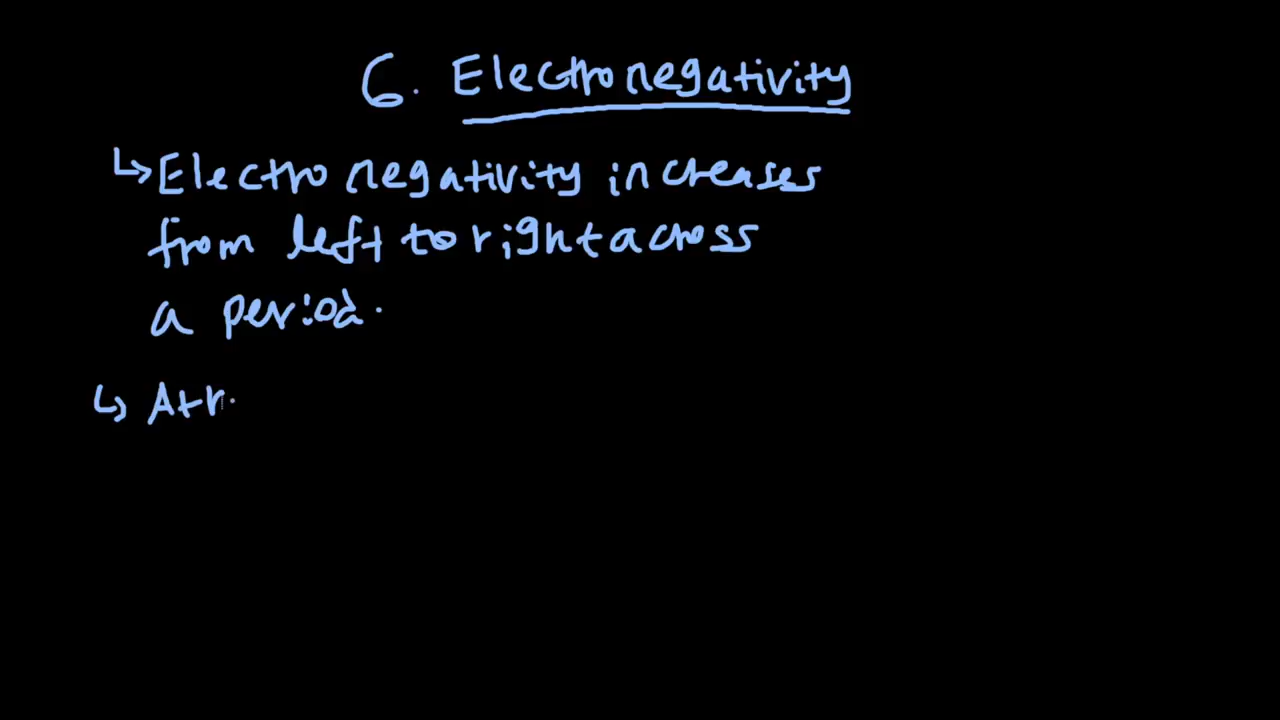 6. Electronegativity
↳ Electronegativity increases
from left to right across
a period.
↳ Atr